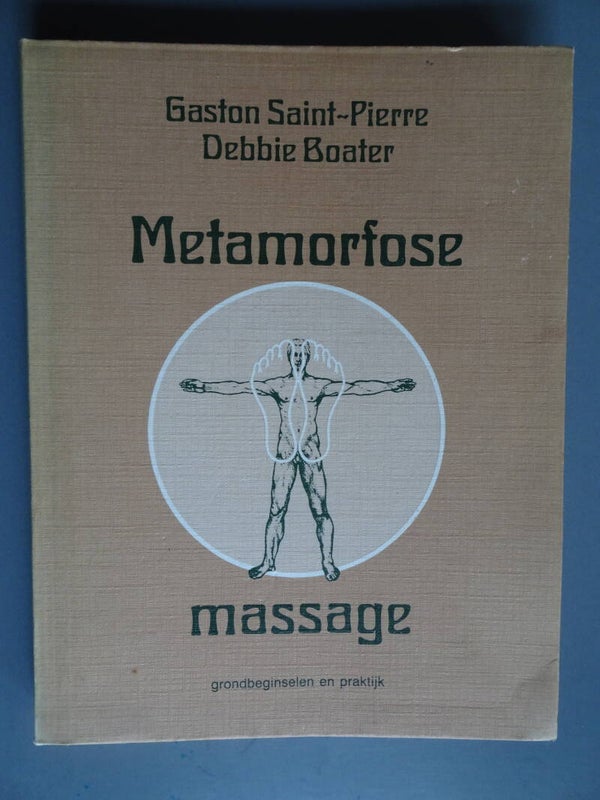 Gaston Saint-Pierre
Debbie Boater
Metamorfose
massage
grondbeginselen en praktijk